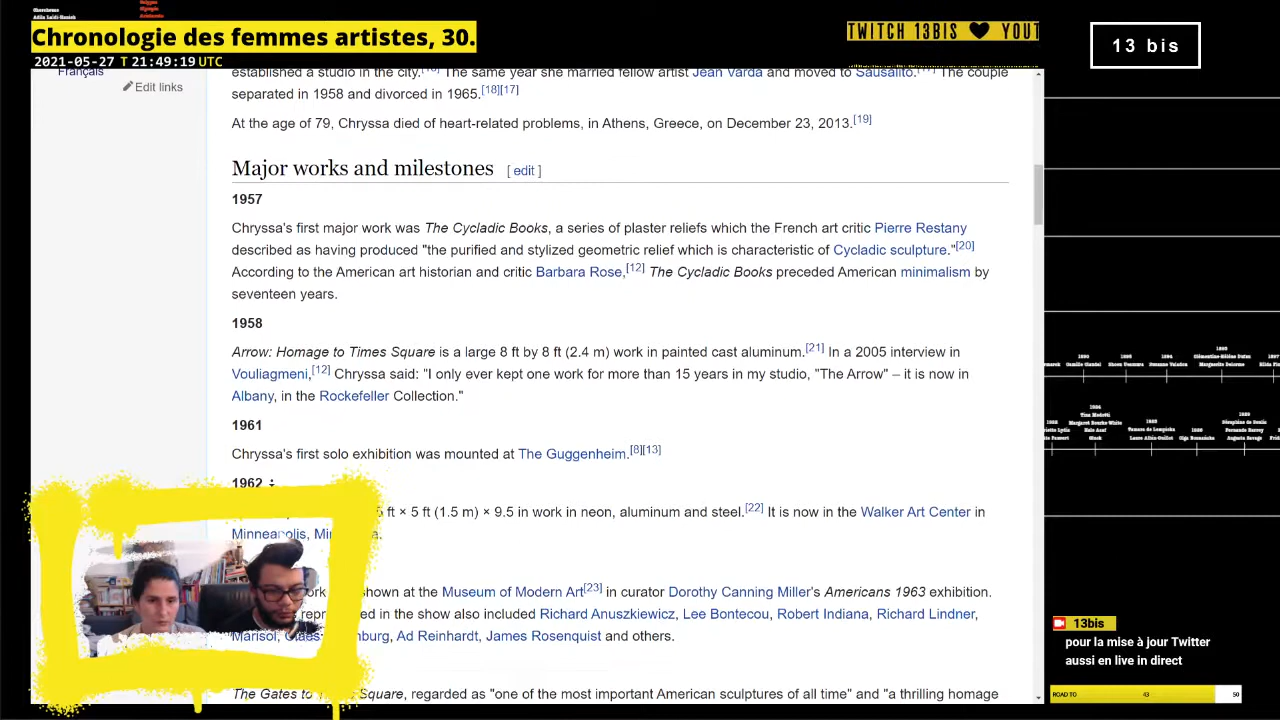 Chronologie des femmes artistes, 30.
2021-05-27 T 21:49:19 UTC
TWITCH 13BIS
13 bis
Français
Edit links
established a studio in the city. The same year she married fellow artist Jean Varda and moved to Sausalito. The couple
separated in 1958 and divorced in 1965.[18][17]
At the age of 79, Chryssa died of heart-related problems, in Athens, Greece, on December 23, 2013.[19]
Major works and milestones [ edit ]
1957
Chryssa's first major work was The Cycladic Books, a series of plaster reliefs which the French art critic Pierre Restany
described as having produced "the purified and stylized geometric relief which is characteristic of Cycladic sculpture."[20]
According to the American art historian and critic Barbara Rose,[12] The Cycladic Books preceded American minimalism by
seventeen years.
1958
Arrow: Homage to Times Square is a large 8 ft by 8 ft (2.4 m) work in painted cast aluminum.[21] In a 2005 interview in
Vouliagmeni,[12] Chryssa said: "I only ever kept one work for more than 15 years in my studio, "The Arrow" – it is now in
Albany, in the Rockefeller Collection."
1961
Chryssa's first solo exhibition was mounted at The Guggenheim.[8][13]
1962
ft × 5 ft (1.5 m) × 9.5 in work in neon, aluminum and steel.[22] It is now in the Walker Art Center in
Minneapolis,
shown at the Museum of Modern Art[23] in curator Dorothy Canning Miller's Americans 1963 exhibition.
in the show also included Richard Anuszkiewicz, Lee Bontecou, Robert Indiana, Richard Lindner,
Marisol, Ad Reinhardt, James Rosenquist and others.
The Gates to Square, regarded as "one of the most important American sculptures of all time" and "a thrilling homage
13bis
pour la mise à jour Twitter
aussi en live in direct
ROAD TO 43 50